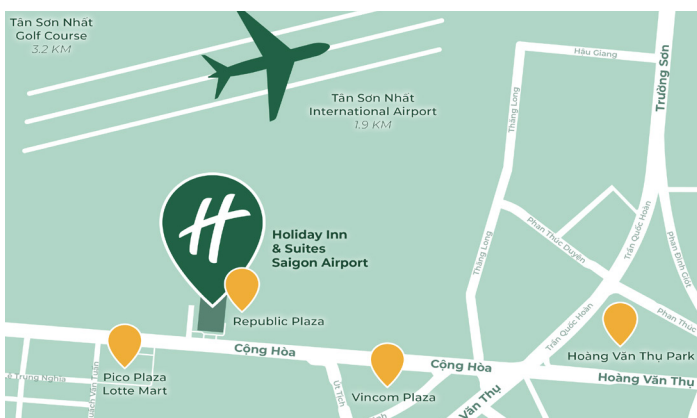 Tân Sơn Nhất
Golf Course
3.2 KM
Tân Sơn Nhất
International Airport
1.9 KM
Hậu Giang
Trường Sơn
Thăng Long
H
Holiday Inn
& Suites
Saigon Airport
Republic Plaza
Phan Thúc Duyện
Trần Quốc Hoàn
Phan Đình Giót
Thăng Long
Trần Quốc Hoàn
Phan Thúc
Hoàng Văn Thụ Park
Cộng Hòa
Cộng Hòa
Hoàng Văn Thụ
Pico Plaza
Lotte Mart
Lê Trung Nghĩa
Út Tịch
Vincom Plaza
Văn Thụ